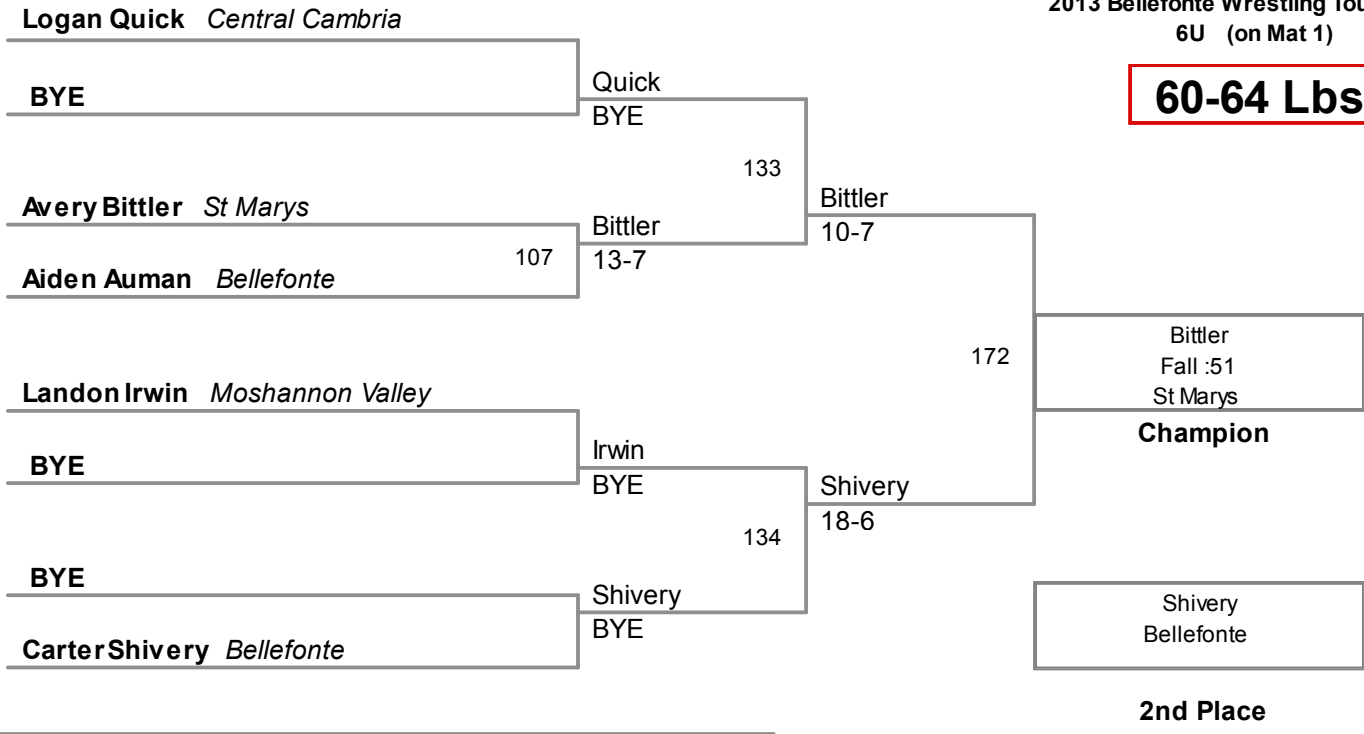 Logan Quick Central Cambria
2013 Bellefonte Wrestling
6U (on Mat 1)
60-64 Lbs
BYE
Quick
BYE
133
Avery Bittler St Marys
Bittler
13-7
107
Aiden Auman Bellefonte
Bittler
10-7
172
Bittler
Fall :51
St Marys
Champion
Landon Irwin Moshannon Valley
BYE
Irwin
BYE
134
Shivery
18-6
BYE
Shivery
BYE
Carter Shivery Bellefonte
Shivery
Bellefonte
2nd Place